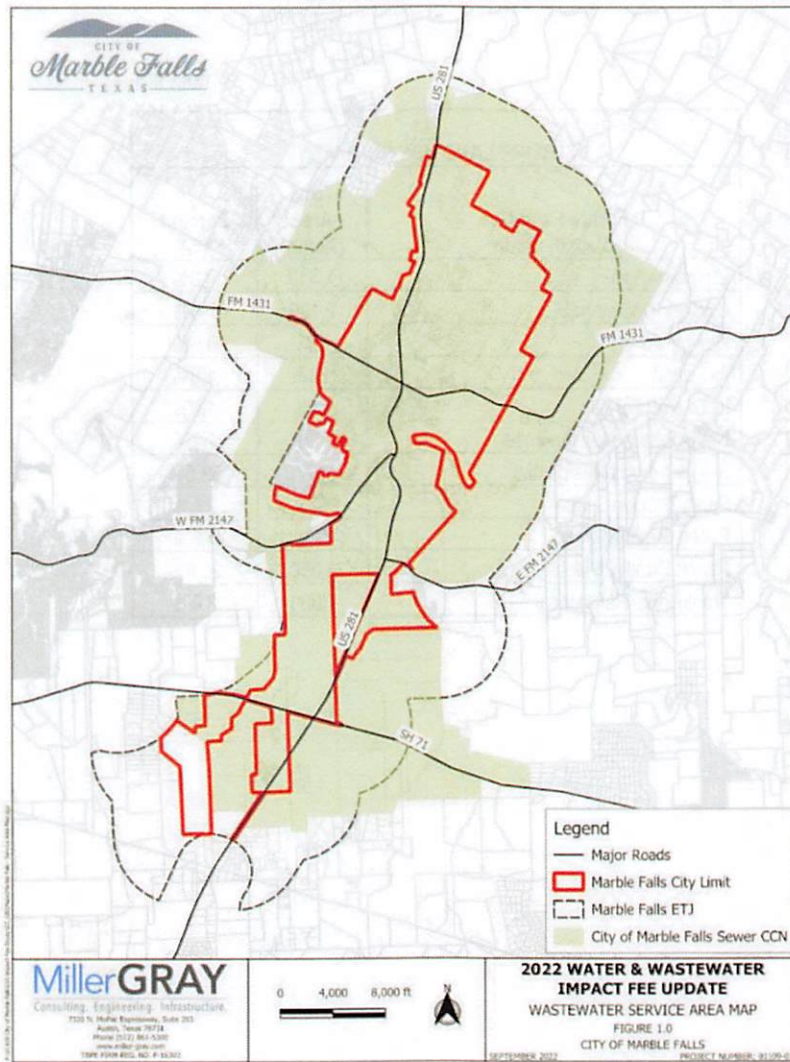 CITY OF
Marble Falls
TEXAS
US 281
FM 1431
FM 1431
W FM 2147
E FM 2147
US 281
SH 71
Legend
Major Roads
Marble Falls City Limit
Marble Falls ETJ
City of Marble Falls Sewer CCN
MillerGRAY
Consulting. Engineering. Infrastructure.
Austin, Texas
www.miller-gray.com
0 4,000 8,000 ft
2022 WATER & WASTEWATER
IMPACT FEE UPDATE
WASTEWATER SERVICE AREA MAP
FIGURE 1.0
CITY OF MARBLE FALLS
SEPTEMBER 2022
PROJECT NUMBER: